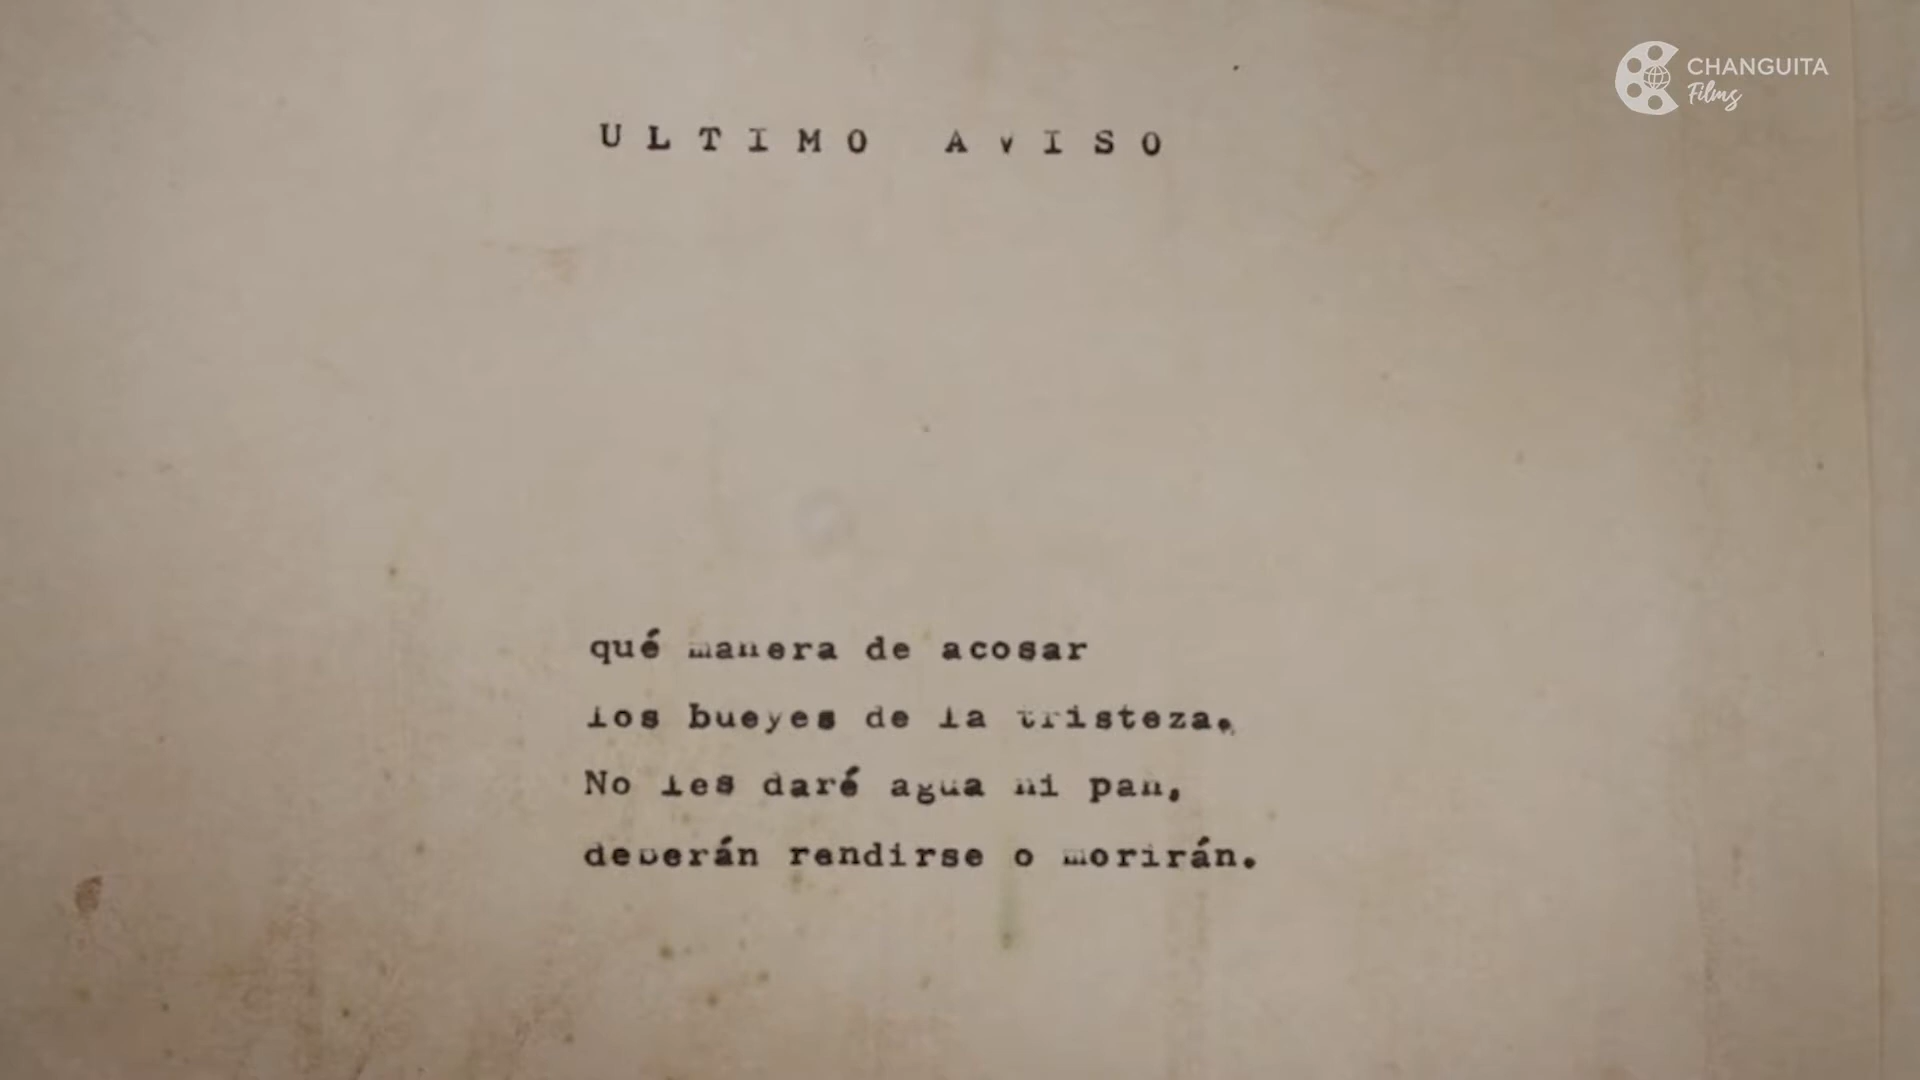 CHANGUITA
Films
ULTIMO AVISO
qué manera de acosar
los bueyes de la tristeza.
No les daré agua ni pan,
deberán rendirse o morirán.